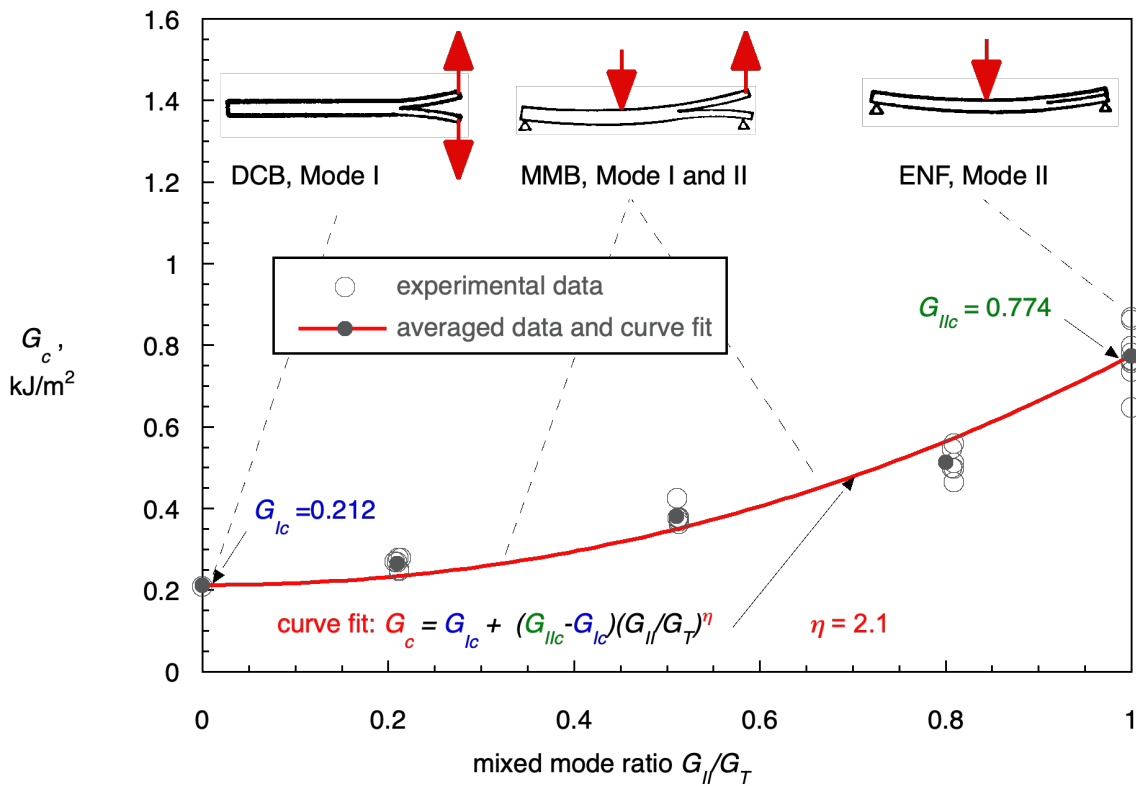 1.6
1.4
DCB, Mode I
MMB, Mode I and II
ENF, Mode II
1.2
1
experimental data
averaged data and curve fit
G_IIc = 0.774
G_c ,
kJ/m²
0.8
0.6
G_Ic =0.212
0.4
0.2
curve fit: G_c = G_Ic + (G_IIc-G_Ic)(G_II/G_T)^η
η = 2.1
0
0 0.2 0.4 0.6 0.8 1
mixed mode ratio G_II/G_T